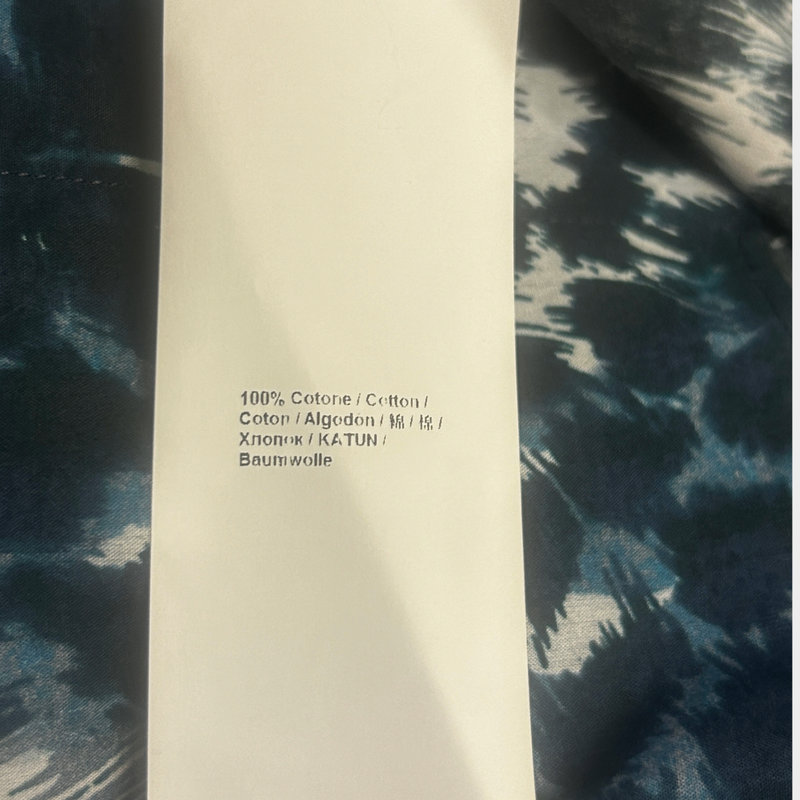 100% Cotone / Cotton /
Coton / Algodón / 綿 / 棉 /
Хлопок / KATUN /
Baumwolle